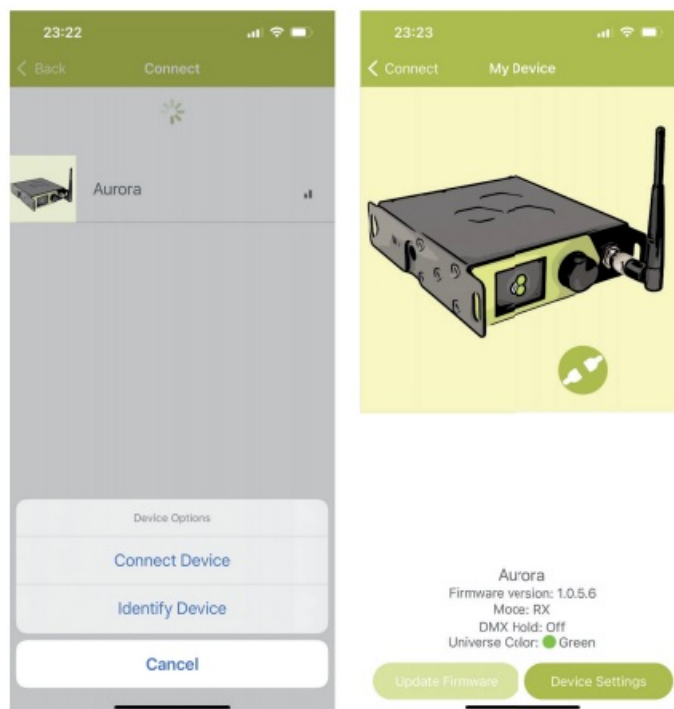 23:22
Back
Connect
Aurora
Device Options
Connect Device
Identify Device
Cancel
23:23
Connect
My Device
Aurora
Firmware version: 1.0.5.6
Mode: RX
DMX Hold: Off
Universe Color: Green
Update Firmware
Device Settings